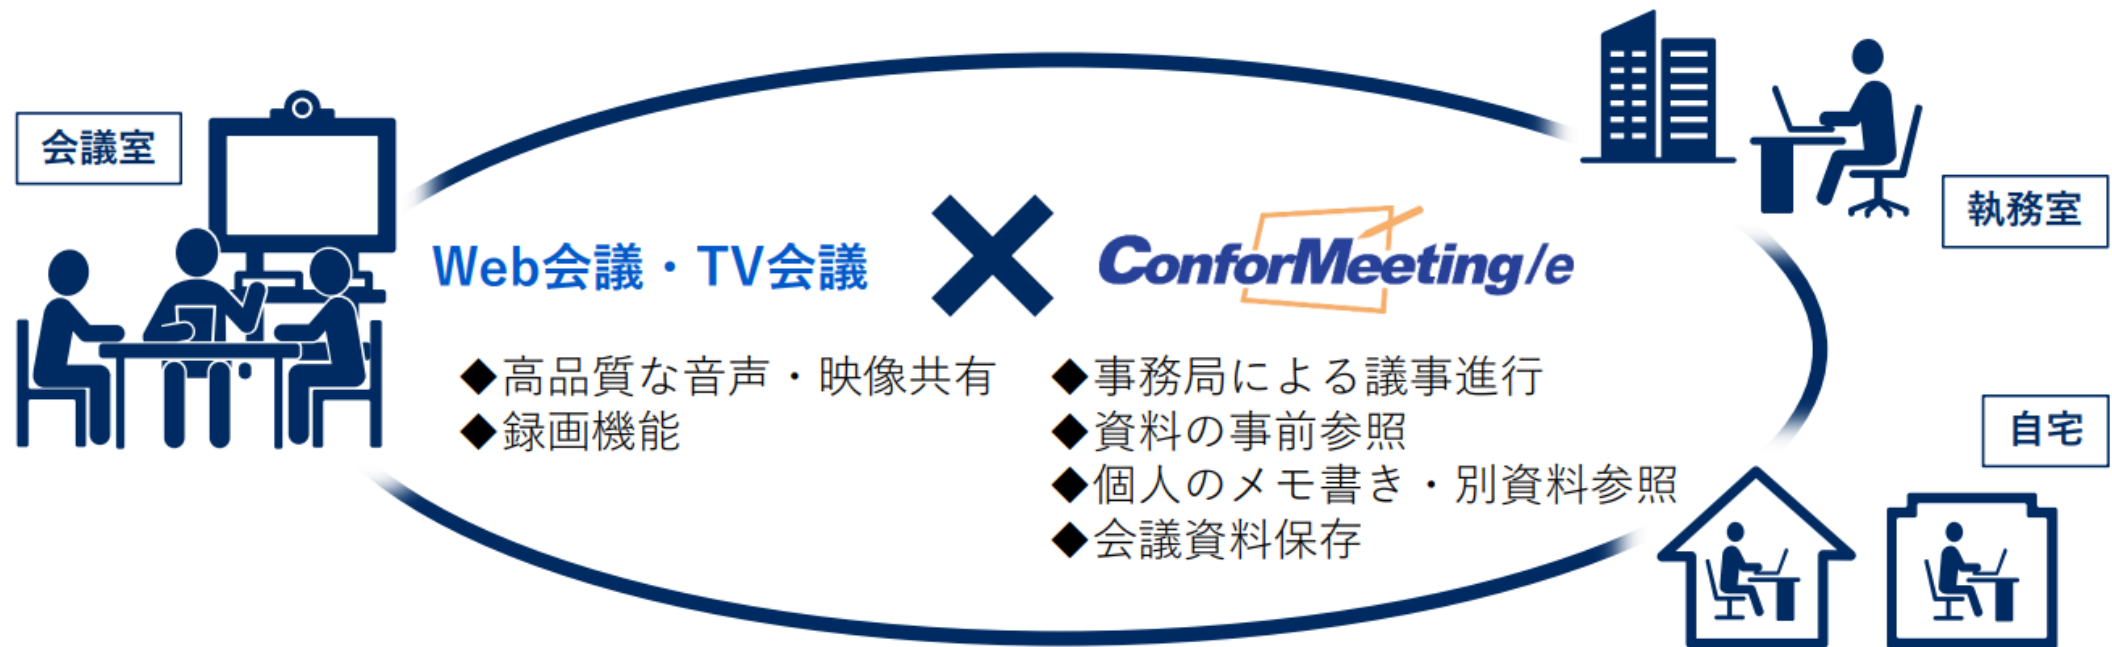 会議室
執務室
Web会議・TV会議
ConforMeeting/e
◆高品質な音声・映像共有
◆録画機能
◆事務局による議事進行
◆資料の事前参照
◆個人のメモ書き・別資料参照
◆会議資料保存
自宅